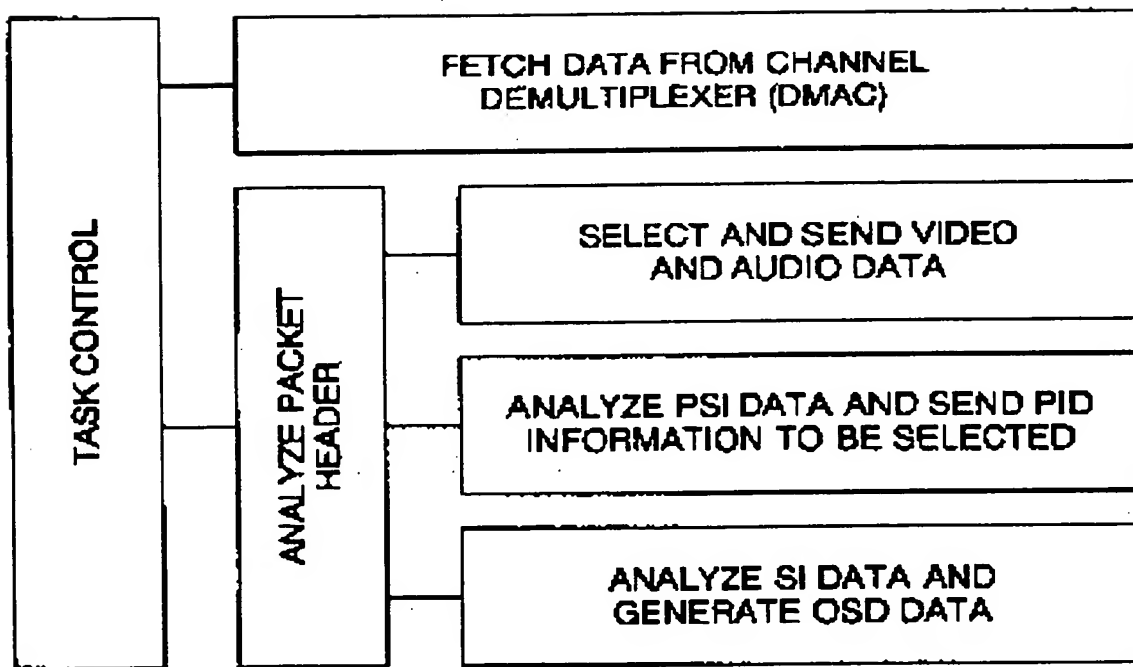 TASK CONTROL
FETCH DATA FROM CHANNEL
DEMULTIPLEXER (DMAC)
ANALYZE PACKET
HEADER
SELECT AND SEND VIDEO
AND AUDIO DATA
ANALYZE PSI DATA AND SEND PID
INFORMATION TO BE SELECTED
ANALYZE SI DATA AND
GENERATE OSD DATA